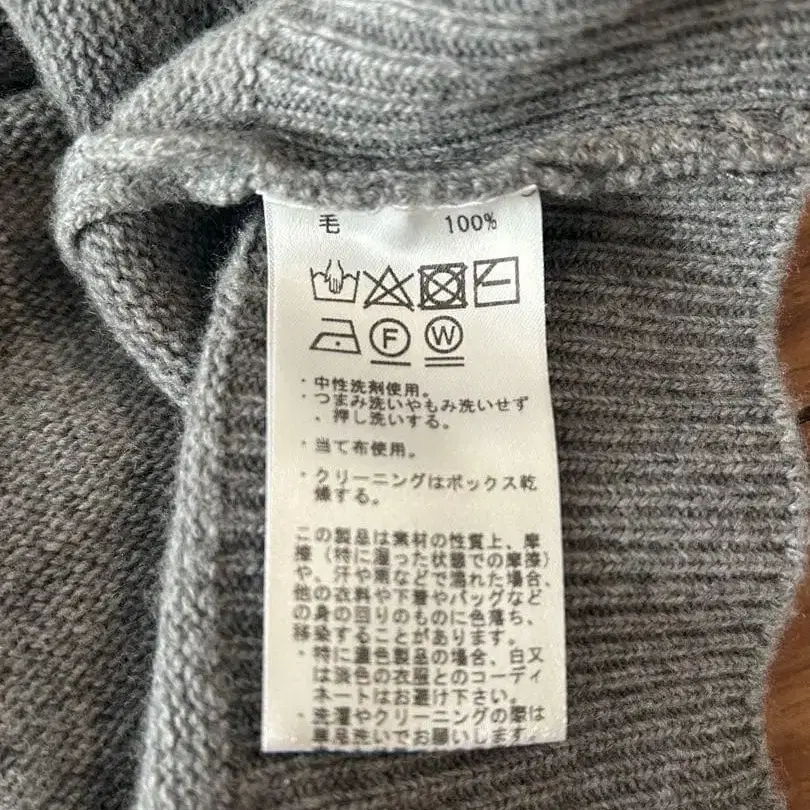 毛 100%
F W
・中性洗剤使用。
・つまみ洗いやもみ洗いせず
、押し洗いする。
・当て布使用。
・クリーニングはボックス乾
燥する。
この製品は素材の性質上、摩
擦（特に湿った状態での摩擦）
や、汗や雨などで濡れた場合、
他の衣料や下着やバッグなど
の身の回りのものに色落ち、
移染することがあります。
・特に濃色製品の場合、白又
は淡色の衣服とのコーディ
ネートはお避け下さい。
・洗濯やクリーニングの際は
単品洗いでお願いします。